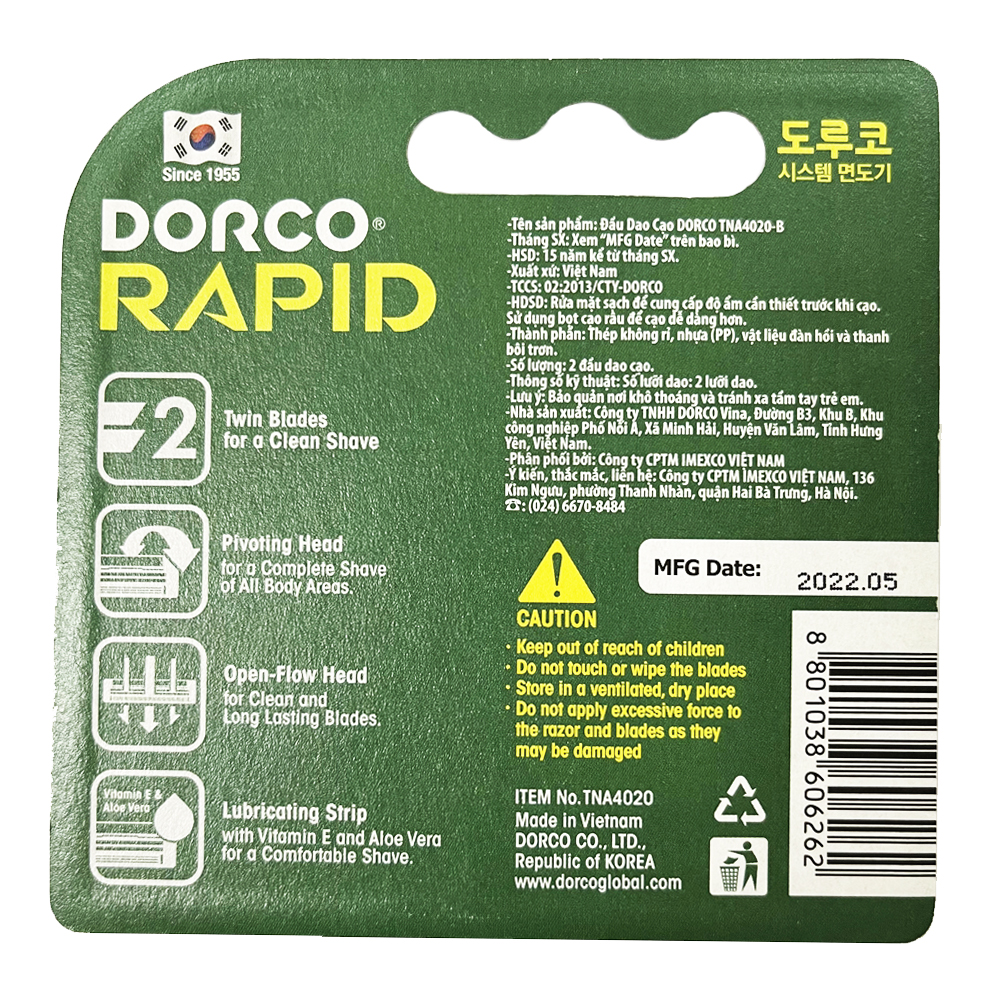 Since 1955
DORCO®
RAPID
도루코
시스템 면도기
2
Twin Blades
for a Clean Shave
Pivoting Head
for a Complete Shave
of All Body Areas.
Open-Flow Head
for Clean and
Long Lasting Blades.
Vitamin E &
Aloe Vera
Lubricating Strip
with Vitamin E and Aloe Vera
for a Comfortable Shave.
-Tên sản phẩm: Đầu Dao Cạo DORCO TNA4020-B
-Tháng SX: Xem "MFG Date" trên bao bì.
-HSD: 15 năm kể từ tháng SX.
-Xuất xứ: Việt Nam
-TCCS: 02:2013/CTY-DORCO
-HDSD: Rửa mặt sạch để cung cấp độ ẩm cần thiết trước khi cạo.
Sử dụng bọt cạo râu để cạo dễ dàng hơn.
-Thành phần: Thép không rỉ, nhựa (PP), vật liệu đàn hồi và thanh
bôi trơn.
-Số lượng: 2 đầu dao cạo.
-Thông số kỹ thuật: Số lưỡi dao: 2 lưỡi dao.
-Lưu ý: Bảo quản nơi khô thoáng và tránh xa tầm tay trẻ em.
-Nhà sản xuất: Công ty TNHH DORCO Vina, Đường B3, Khu B, Khu
công nghiệp Phố Nối A, Xã Minh Hải, Huyện Văn Lâm, Tỉnh Hưng
Yên, Việt Nam.
-Phân phối bởi: Công ty CPTM IMEXCO VIỆT NAM
-Ý kiến, thắc mắc, liên hệ: Công ty CPTM IMEXCO VIỆT NAM, 136
Kim Ngưu, phường Thanh Nhàn, quận Hai Bà Trưng, Hà Nội.
☎: (024) 6670-8484
MFG Date: 2022.05
CAUTION
· Keep out of reach of children
· Do not touch or wipe the blades
· Store in a ventilated, dry place
· Do not apply excessive force to
the razor and blades as they
may be damaged
ITEM No. TNA4020
Made in Vietnam
DORCO CO., LTD.,
Republic of KOREA
www.dorcoglobal.com
8 801038 606262